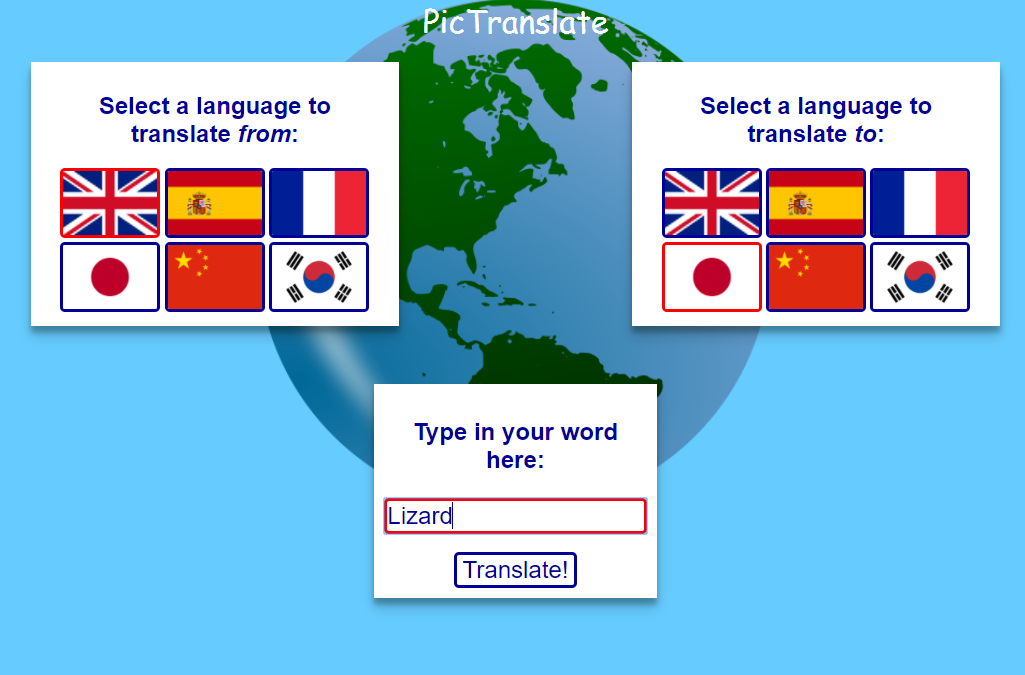 PicTranslate
Select a language to
translate from:
Select a language to
translate to:
Type in your word
here:
Lizard
Translate!